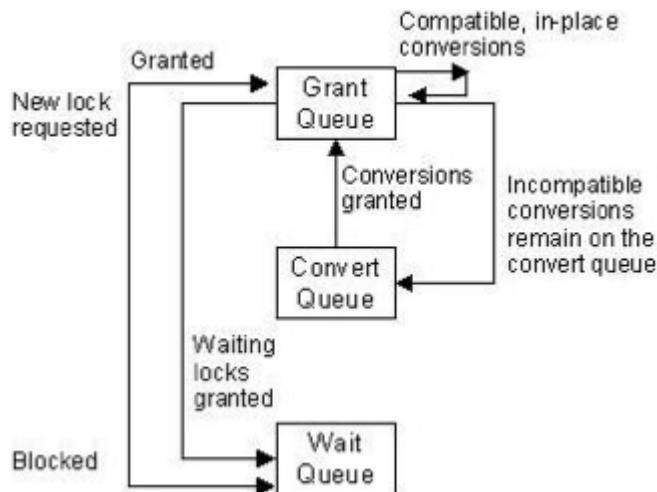 Compatible, in-place
conversions
Granted
Grant
Queue
New lock
requested
Conversions
granted
Incompatible
conversions
remain on the
convert queue
Convert
Queue
Waiting
locks
granted
Blocked
Wait
Queue